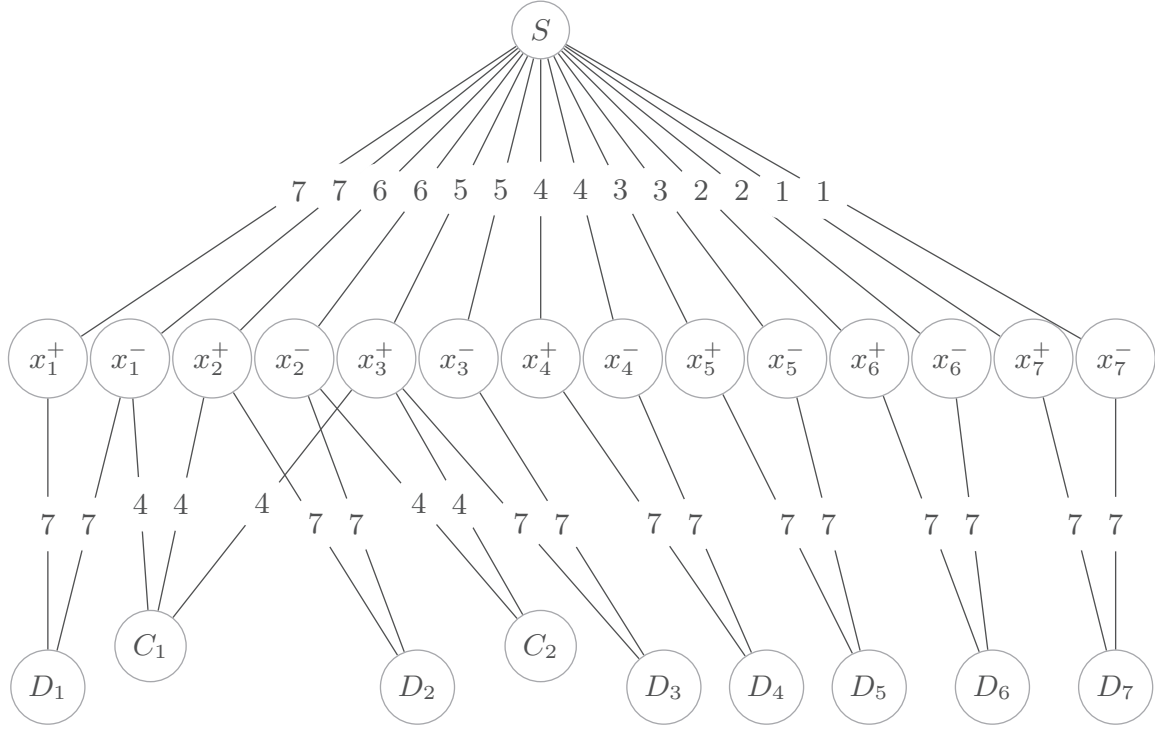 S
7 7 6 6 5 5 4 4 3 3 2 2 1 1
x₁⁺ x₁⁻ x₂⁺ x₂⁻ x₃⁺ x₃⁻ x₄⁺ x₄⁻ x₅⁺ x₅⁻ x₆⁺ x₆⁻ x₇⁺ x₇⁻
4 4 4 4 4
7 7 7 7 7 7 7 7 7 7 7 7 7 7
C₁ C₂
D₁ D₂ D₃ D₄ D₅ D₆ D₇